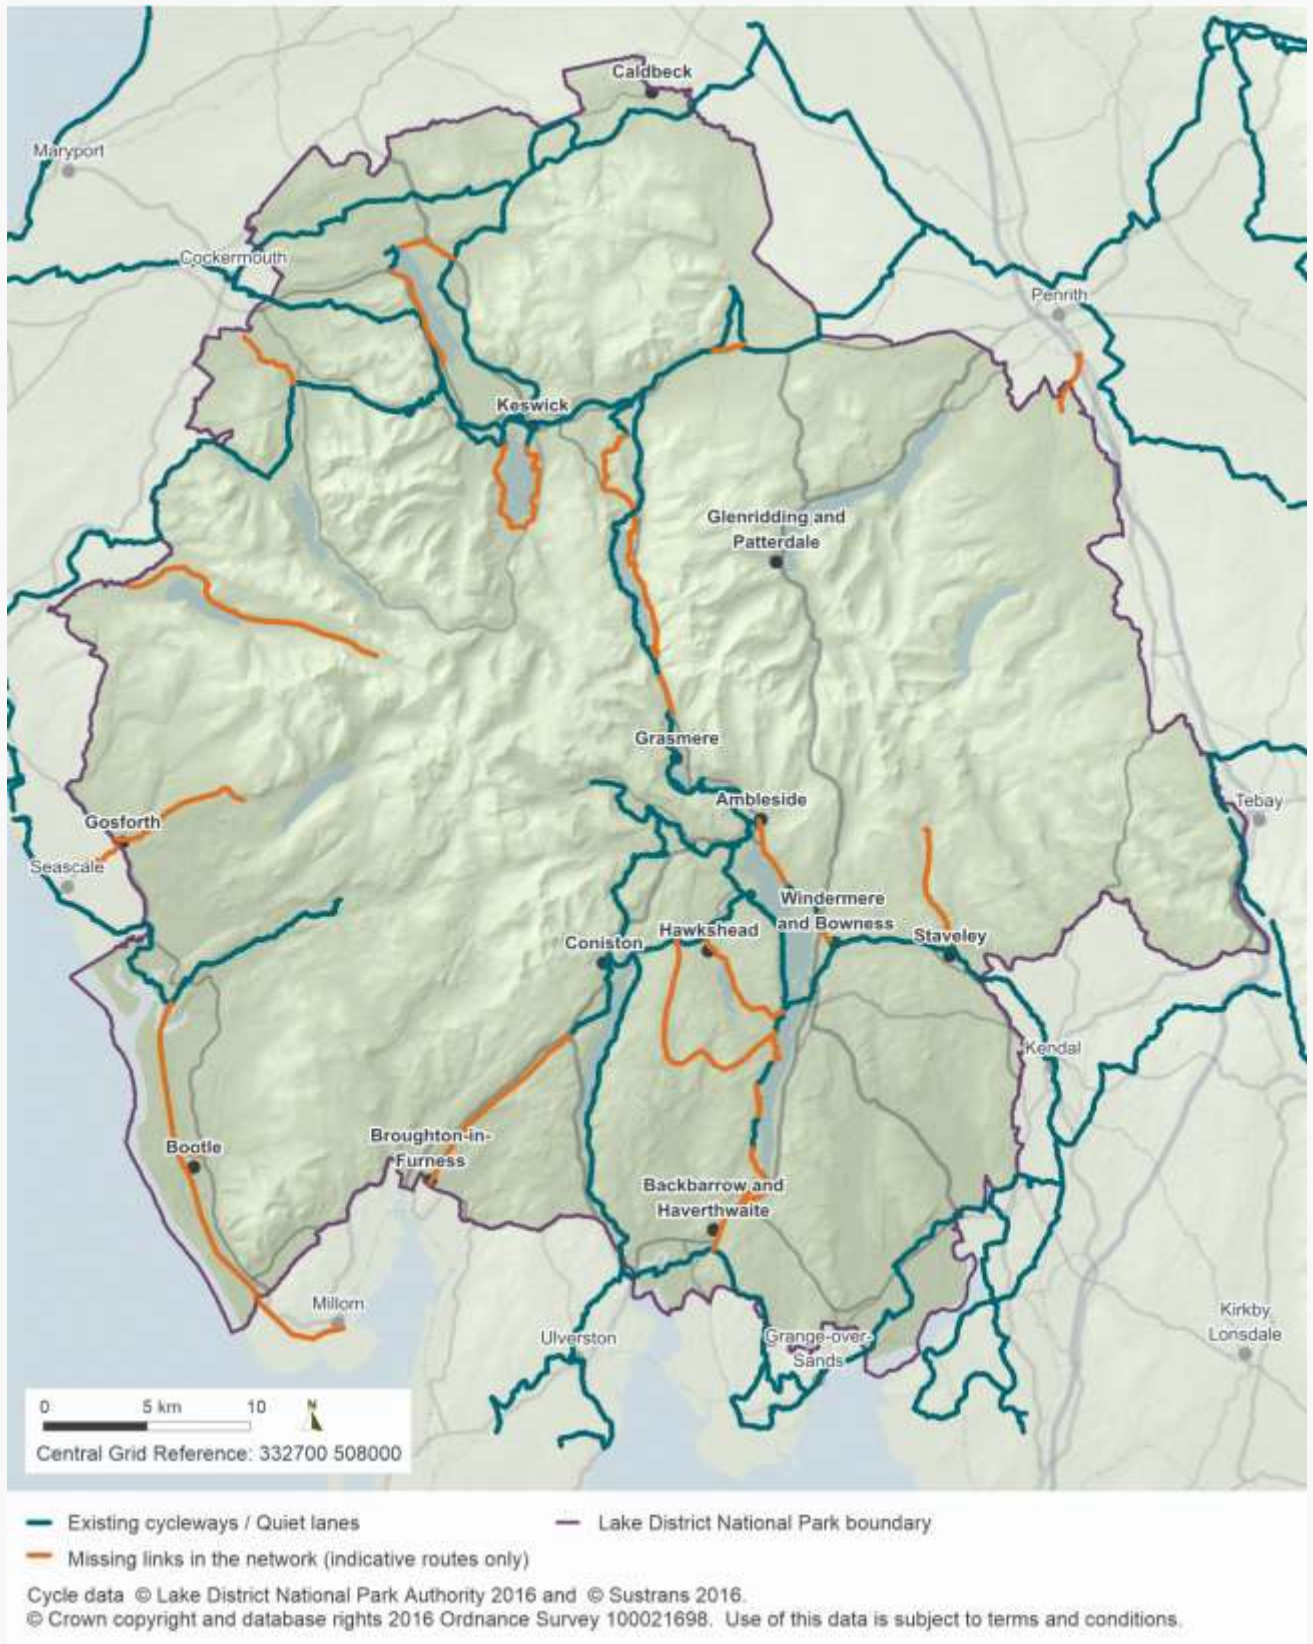 Caldbeck
Maryport
Cockermouth
Penrith
Keswick
Glenridding and
Patterdale
Grasmere
Ambleside
Tebay
Gosforth
Seascale
Windermere
and Bowness
Hawkshead
Coniston
Staveley
Kendal
Bootle
Broughton-in-
Furness
Backbarrow and
Haverthwaite
Millom
Ulverston
Grange-over-
Sands
Kirkby
Lonsdale
0 5 km 10 N
Central Grid Reference: 332700 508000
Existing cycleways / Quiet lanes
Lake District National Park boundary
Missing links in the network (indicative routes only)
Cycle data © Lake District National Park Authority 2016 and © Sustrans 2016.
© Crown copyright and database rights 2016 Ordnance Survey 100021698. Use of this data is subject to terms and conditions.